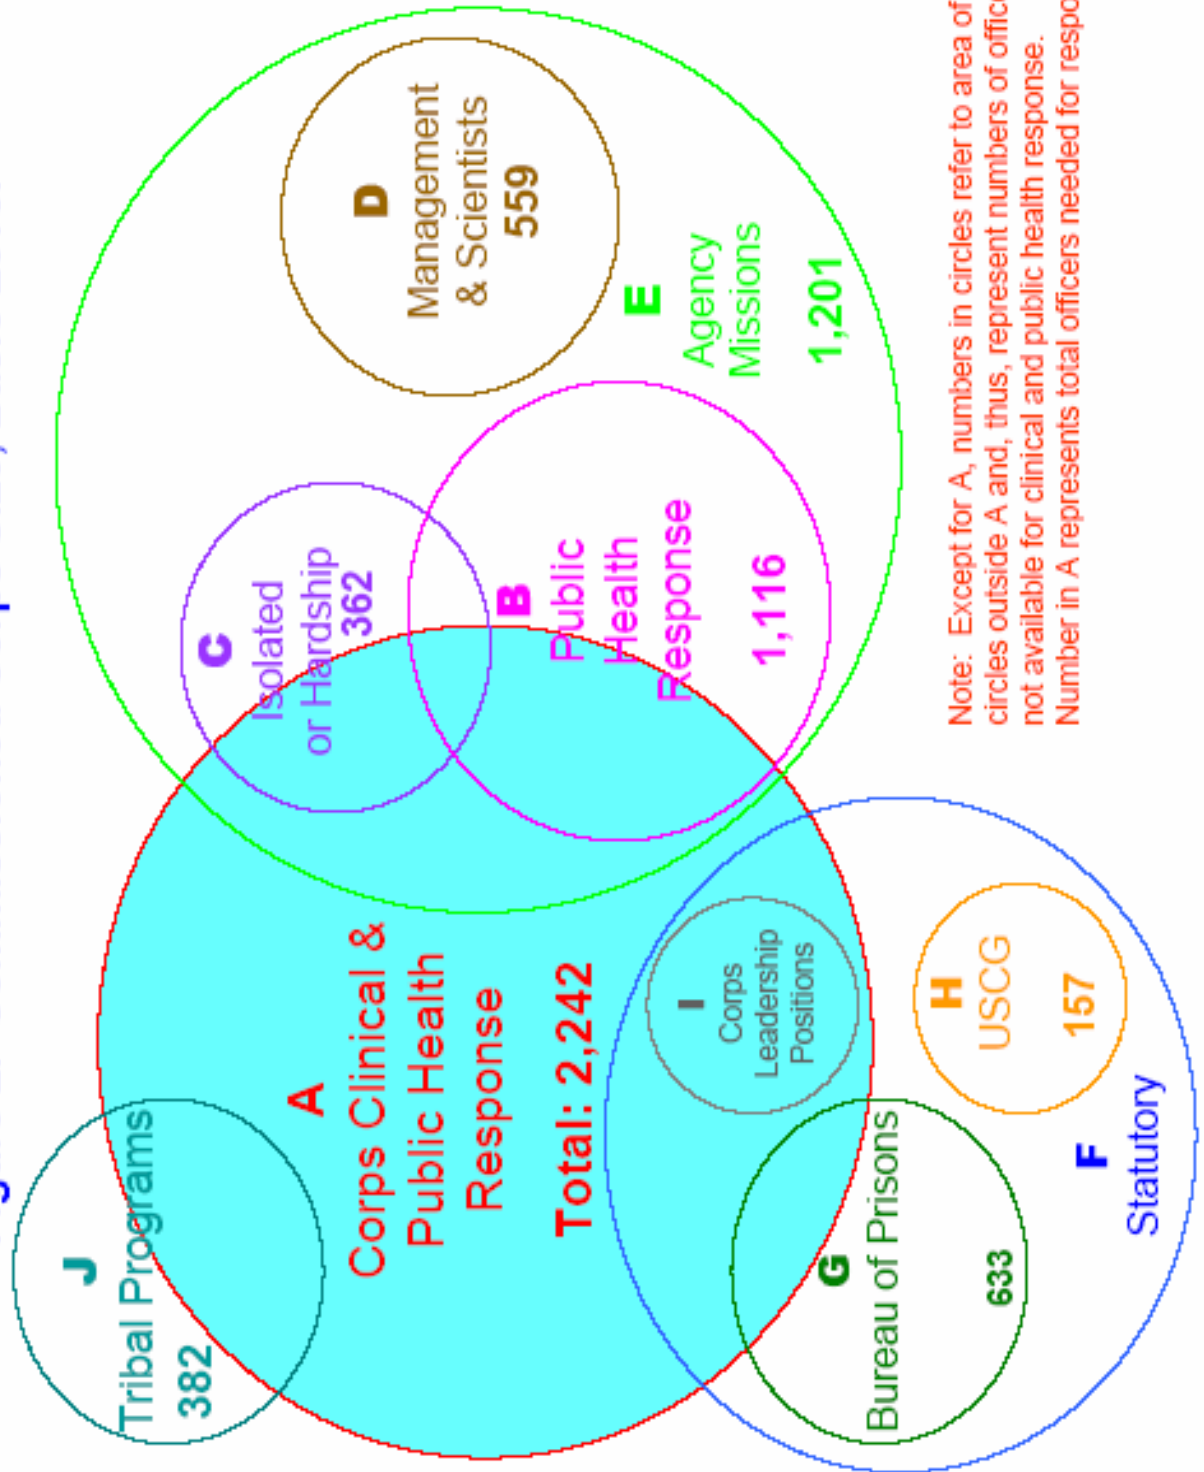 J
Tribal Programs
382
A
Corps Clinical &
Public Health
Response
Total: 2,242
C
Isolated
or Hardship
362
B
Public
Health
Response
1,116
D
Management
& Scientists
559
E
Agency
Missions
1,201
I
Corps
Leadership
Positions
G
Bureau of Prisons
633
H
USCG
157
F
Statutory
Note: Except for A, numbers in circles refer to area of
circles outside A and, thus, represent numbers of
not available for clinical and public health response.
Number in A represents total officers needed for